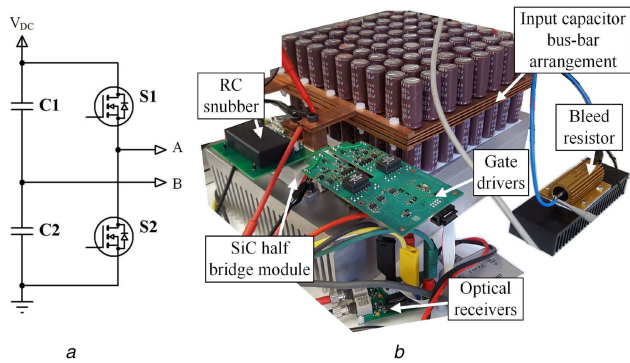 V_DC
C1
S1
A
B
C2
S2
a
RC
snubber
Input capacitor
bus-bar
arrangement
Bleed
resistor
Gate
drivers
SiC half
bridge module
Optical
receivers
b